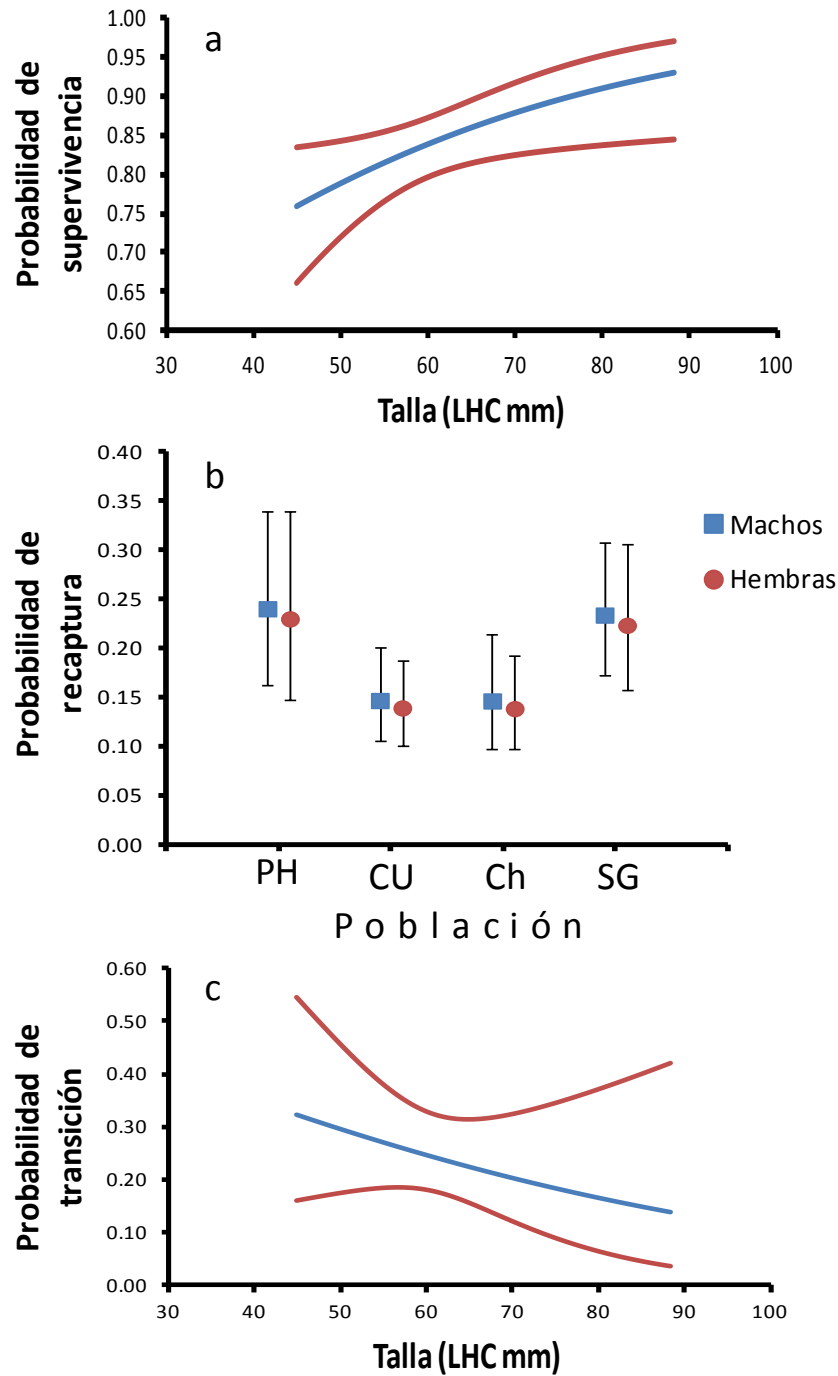 a
Probabilidad de
supervivencia
1.00
0.95
0.90
0.85
0.80
0.75
0.70
0.65
0.60
30 40 50 60 70 80 90 100
Talla (LHC mm)
b
Probabilidad de
recaptura
0.40
0.35
0.30
0.25
0.20
0.15
0.10
0.05
0.00
Machos
Hembras
PH CU Ch SG
Población
c
Probabilidad de
transición
0.60
0.50
0.40
0.30
0.20
0.10
0.00
30 40 50 60 70 80 90 100
Talla (LHC mm)